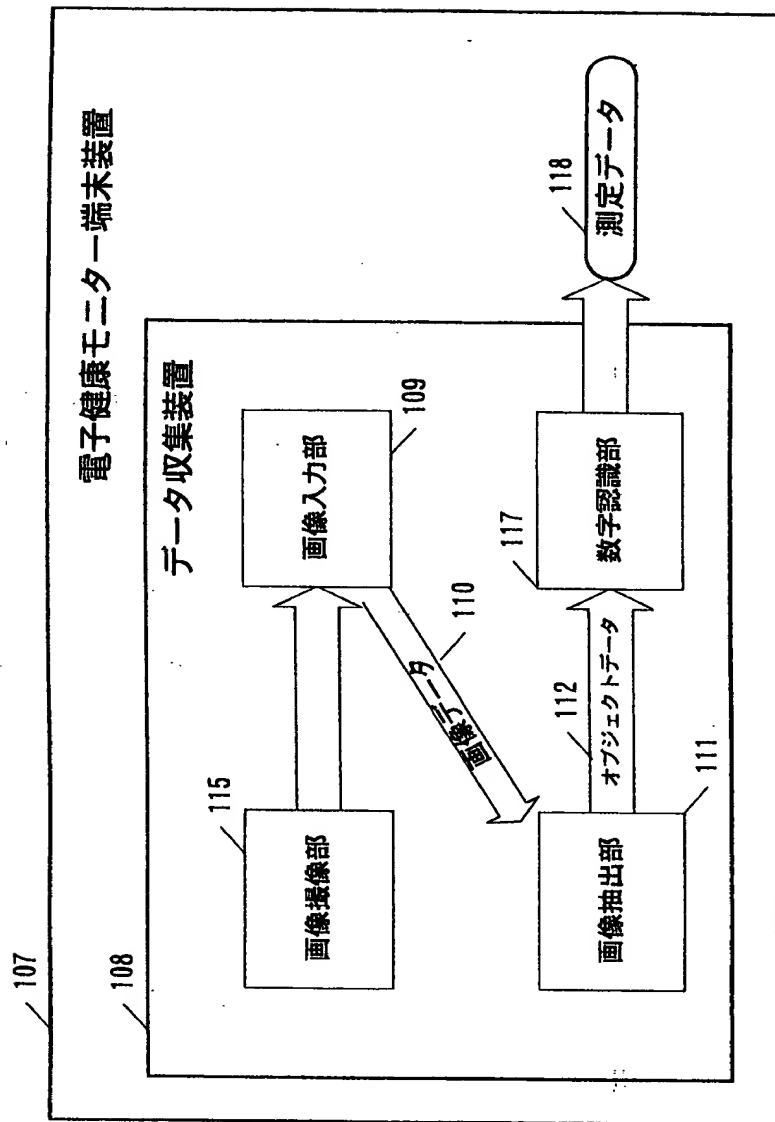 107
電子健康モニター端末装置
108
データ収集装置
115
画像撮像部
画像入力部
109
画像データ
110
画像抽出部
111
112
オブジェクトデータ
117
数字認識部
118
測定データ